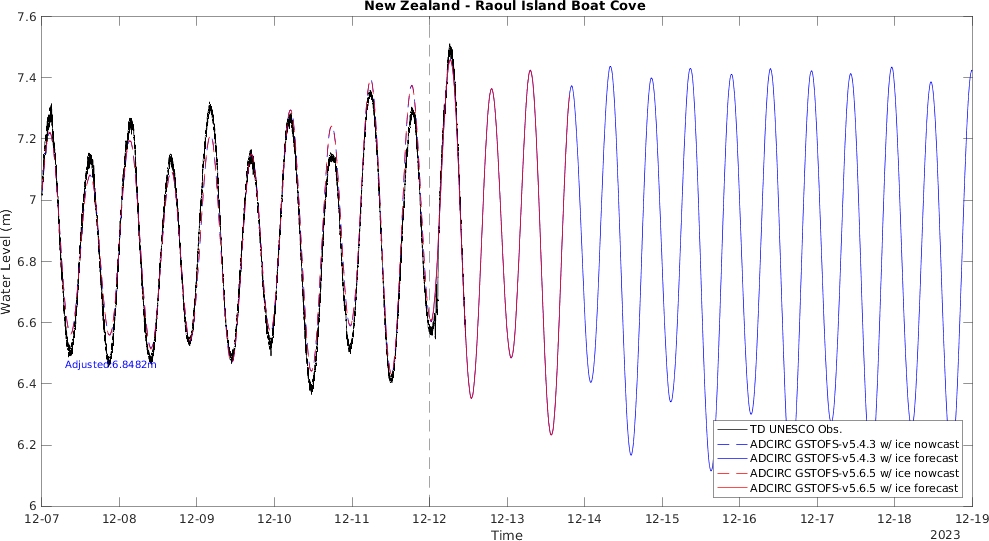 New Zealand - Raoul Island Boat Cove
7.6
7.4
7.2
7
6.8
6.6
6.4
6.2
6
Water Level (m)
Adjusted:6.8482m
TD UNESCO Obs.
ADCIRC GSTOFS-v5.4.3 w/ ice nowcast
ADCIRC GSTOFS-v5.4.3 w/ ice forecast
ADCIRC GSTOFS-v5.6.5 w/ ice nowcast
ADCIRC GSTOFS-v5.6.5 w/ ice forecast
12-07 12-08 12-09 12-10 12-11 12-12 12-13 12-14 12-15 12-16 12-17 12-18 12-19
Time
2023